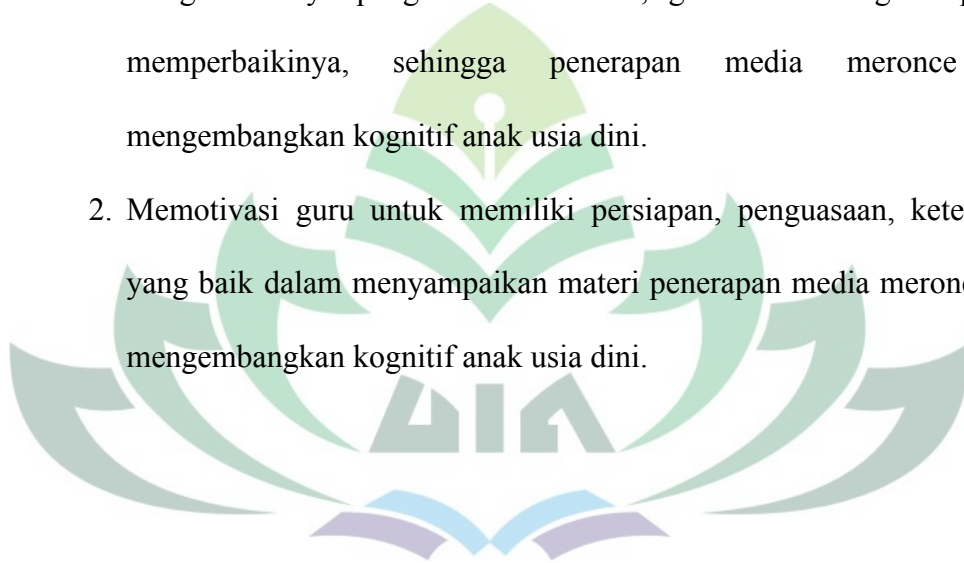 memperbaikinya, sehingga penerapan media meronce
mengembangkan kognitif anak usia dini.
2. Memotivasi guru untuk memiliki persiapan, penguasaan,
yang baik dalam menyampaikan materi penerapan media
mengembangkan kognitif anak usia dini.
UIN